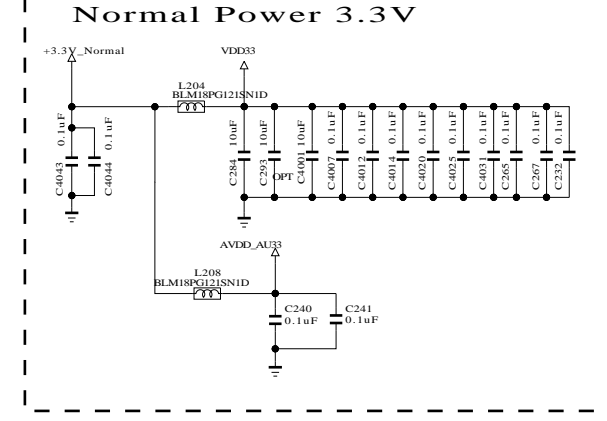 Normal Power 3.3V
+3.3V_Normal
VDD33
L204
BLM18PG121SN1D
C4043
0.1uF
C4044
0.1uF
C284
10uF
C293
10uF
OPT
C4001
10uF
C4007
0.1uF
C4012
0.1uF
C4014
0.1uF
C4020
0.1uF
C4025
0.1uF
C4031
0.1uF
C265
0.1uF
C267
0.1uF
C232
0.1uF
AVDD_AU33
L208
BLM18PG121SN1D
C240
0.1uF
C241
0.1uF